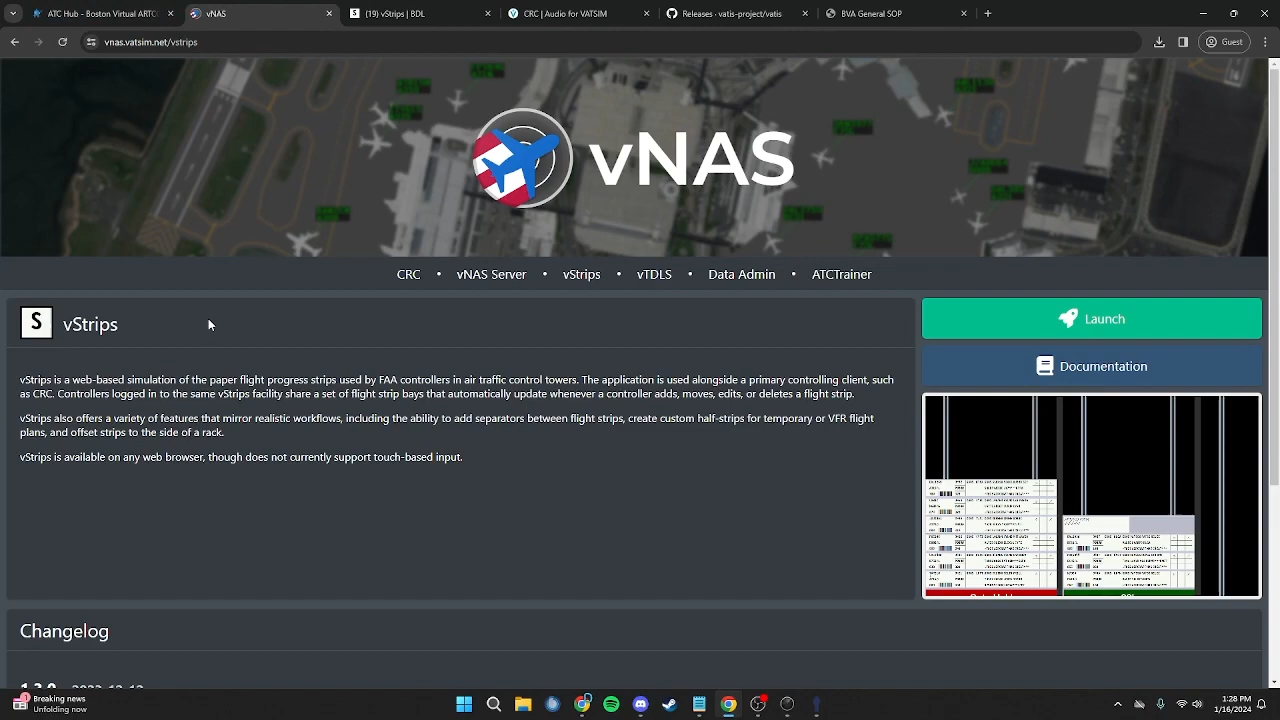 ATC Hub - Boston Virtual ARTC
vNAS
(19) vStrips | BDL
CRC | Audio for VATSIM
Releases · vatis-project/vatis
BVA General SOP
vnas.vatsim.net/vstrips
Guest
vNAS
CRC • vNAS Server • vStrips • vTDLS • Data Admin • ATCTrainer
S vStrips
Launch
Documentation
vStrips is a web-based simulation of the paper flight progress strips used by FAA controllers in air traffic control towers. The application is used alongside a primary controlling client, such
as CRC. Controllers logged in to the same vStrips facility share a set of flight strip bays that automatically update whenever a controller adds, moves, edits, or deletes a flight strip.
vStrips also offers a variety of features that mirror realistic workflows, including the ability to add separators between flight strips, create custom half-strips for temporary or VFR flight
plans, and offset strips to the side of a rack.
vStrips is available on any web browser, though does not currently support touch-based input.
Changelog
1.3.0 2023-12-12
Breaking news
Unfolding now
1:28 PM
1/16/2024